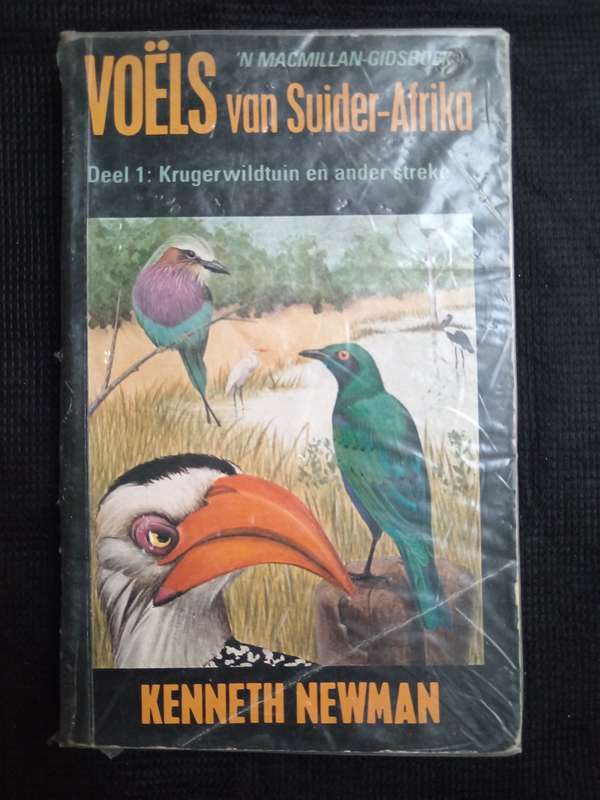 'N MACMILLAN-GIDSBOEK
VOËLS van Suider-Afrika
Deel 1: Krugerwildtuin en ander streke
KENNETH NEWMAN